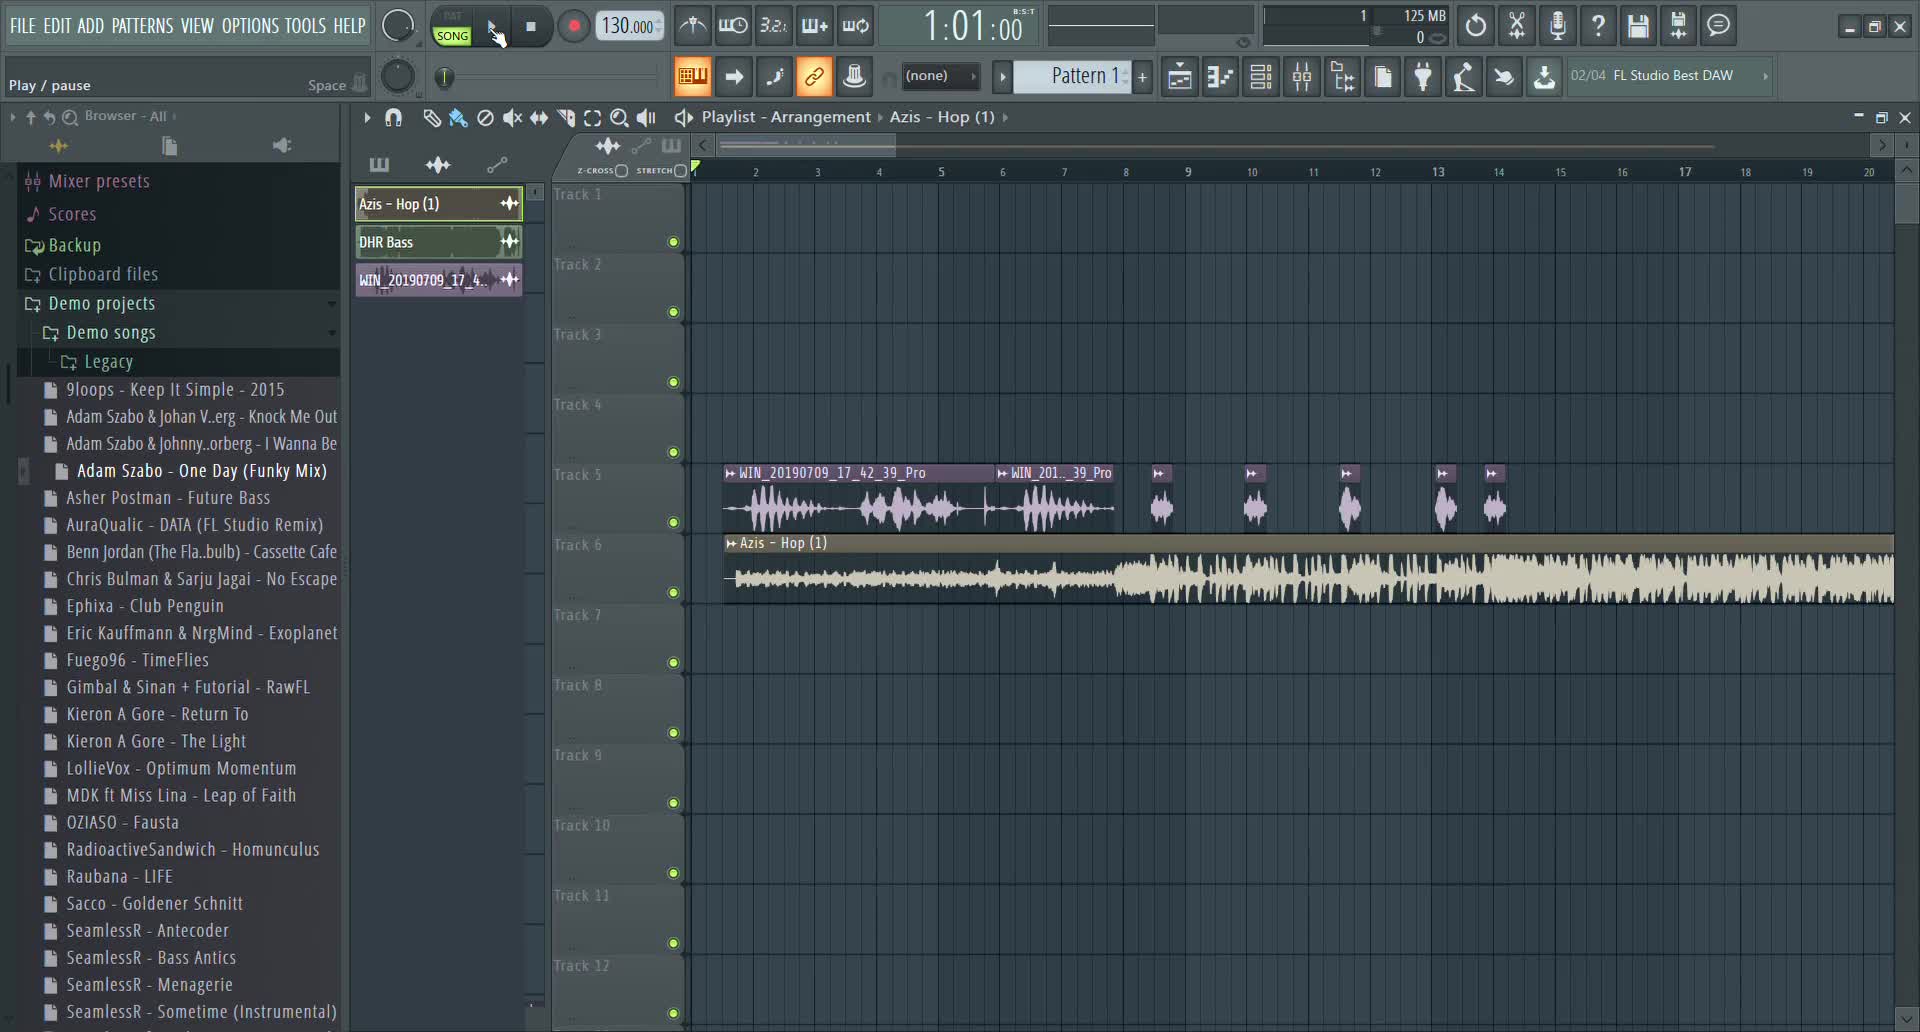 FILE EDIT ADD PATTERNS VIEW OPTIONS TOOLS HELP
PAT
SONG
130.000
3.2.
1:01:00
B:S:T
1
125 MB
0
Play / pause
Space
(none)
Pattern 1
+
02/04 FL Studio Best DAW
Browser - All
Playlist - Arrangement
Azis - Hop (1)
Z-CROSS
STRETCH
1 2 3 4 5 6 7 8 9 10 11 12 13 14 15 16 17 18 19 20
Mixer presets
Scores
Backup
Clipboard files
Demo projects
Demo songs
Legacy
9loops - Keep It Simple - 2015
Adam Szabo & Johan V..erg - Knock Me Out
Adam Szabo & Johnny..orberg - I Wanna Be
Adam Szabo - One Day (Funky Mix)
Asher Postman - Future Bass
AuraQualic - DATA (FL Studio Remix)
Benn Jordan (The Fla..bulb) - Cassette Cafe
Chris Bulman & Sarju Jagai - No Escape
Ephixa - Club Penguin
Eric Kauffmann & NrgMind - Exoplanet
Fuego96 - TimeFlies
Gimbal & Sinan + Futorial - RawFL
Kieron A Gore - Return To
Kieron A Gore - The Light
LollieVox - Optimum Momentum
MDK ft Miss Lina - Leap of Faith
OZIASO - Fausta
RadioactiveSandwich - Homunculus
Raubana - LIFE
Sacco - Goldener Schnitt
SeamlessR - Antecoder
SeamlessR - Bass Antics
SeamlessR - Menagerie
SeamlessR - Sometime (Instrumental)
Azis - Hop (1)
DHR Bass
WIN_20190709_17_4..
Track 1
Track 2
Track 3
Track 4
Track 5
WIN_20190709_17_42_39_Pro
WIN_201.._39_Pro
Track 6
Azis - Hop (1)
Track 7
Track 8
Track 9
Track 10
Track 11
Track 12